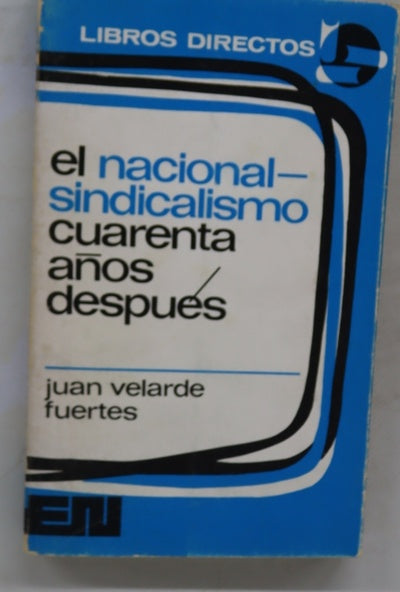 LIBROS DIRECTOS
el nacional—
sindicalismo
cuarenta
años
después
juan velarde
fuertes
EN